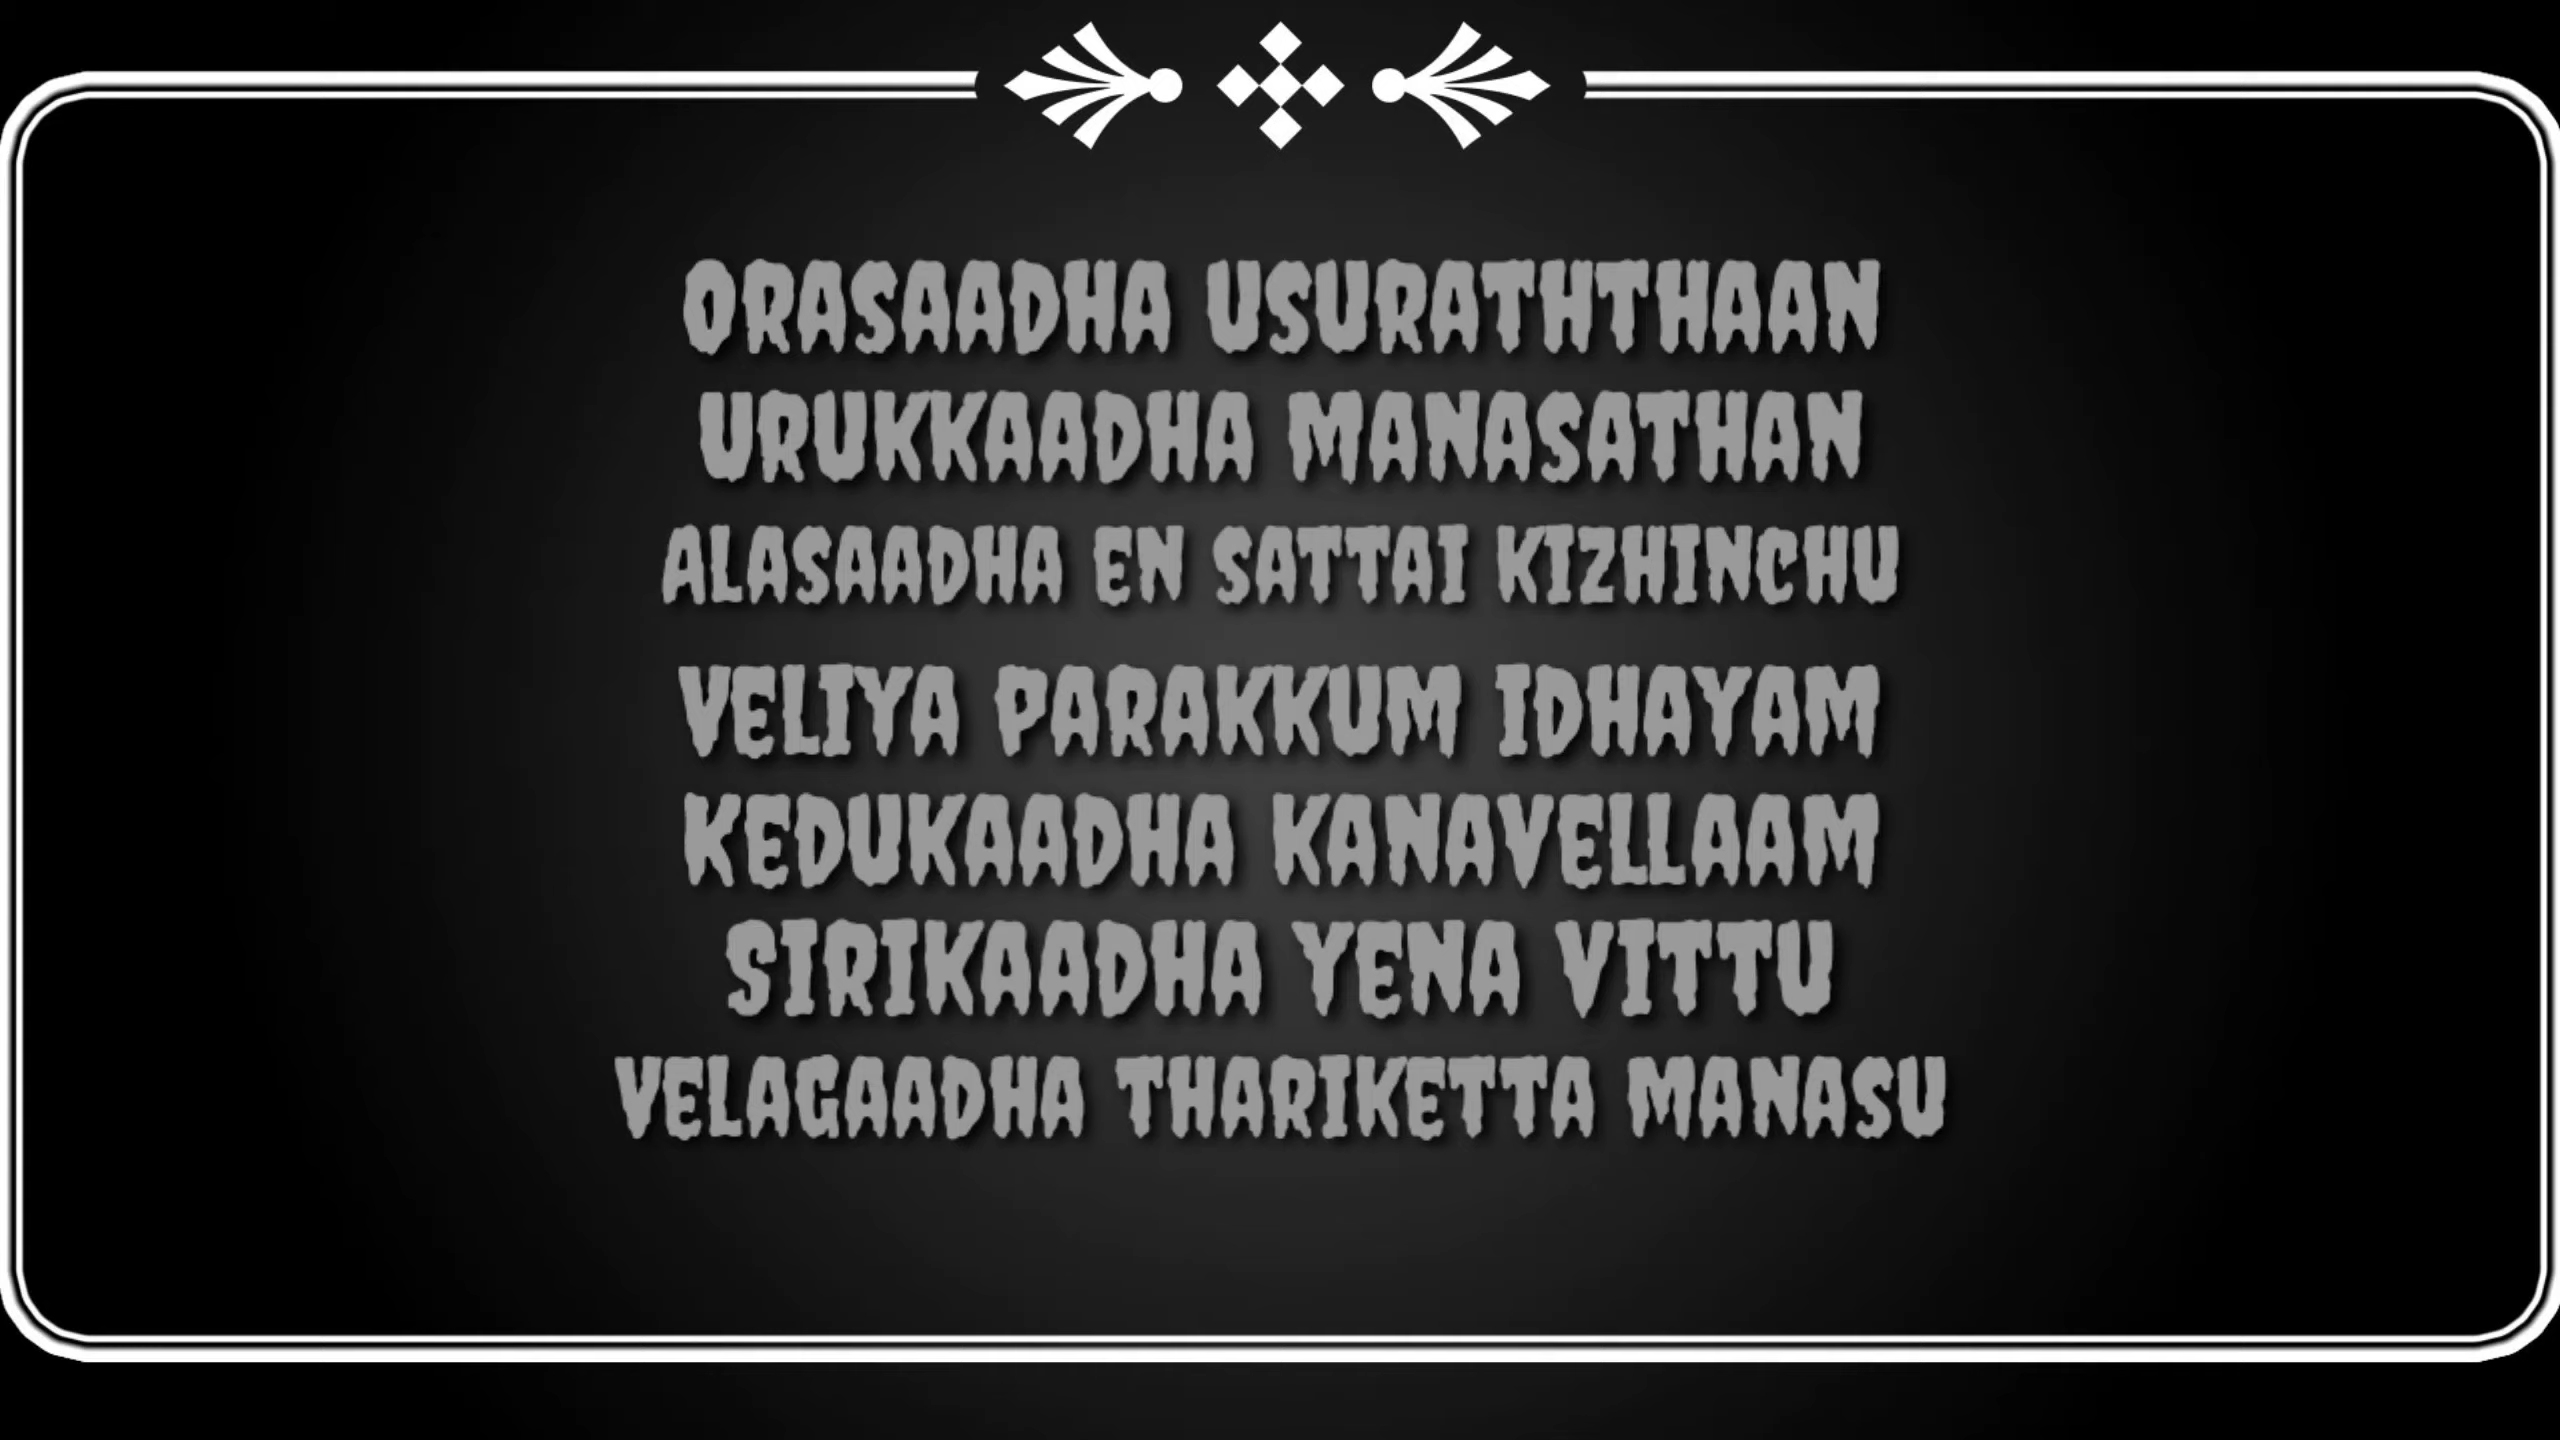 ORASAADHA USURATHTHAAN
URUKKAADHA MANASATHAN
ALASAADHA EN SATTAI KIZHINCHU
VELIYA PARAKKUM IDHAYAM
KEDUKAADHA KANAVELLAAM
SIRIKAADHA YENA VITTU
VELAGAADHA THARIKETTA MANASU